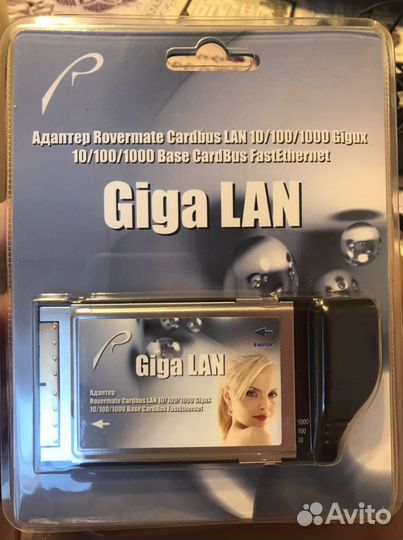 Адаптер Rovermate Cardbus LAN 10/100/1000 Gigux
10/100/1000 Base CardBus FastEthernet
Giga LAN
Giga LAN
Адаптер
Rovermate Cardbus LAN 10/100/1000 Gigux
10/100/1000 Base CardBus FastEthernet
1000
100
10
Avito